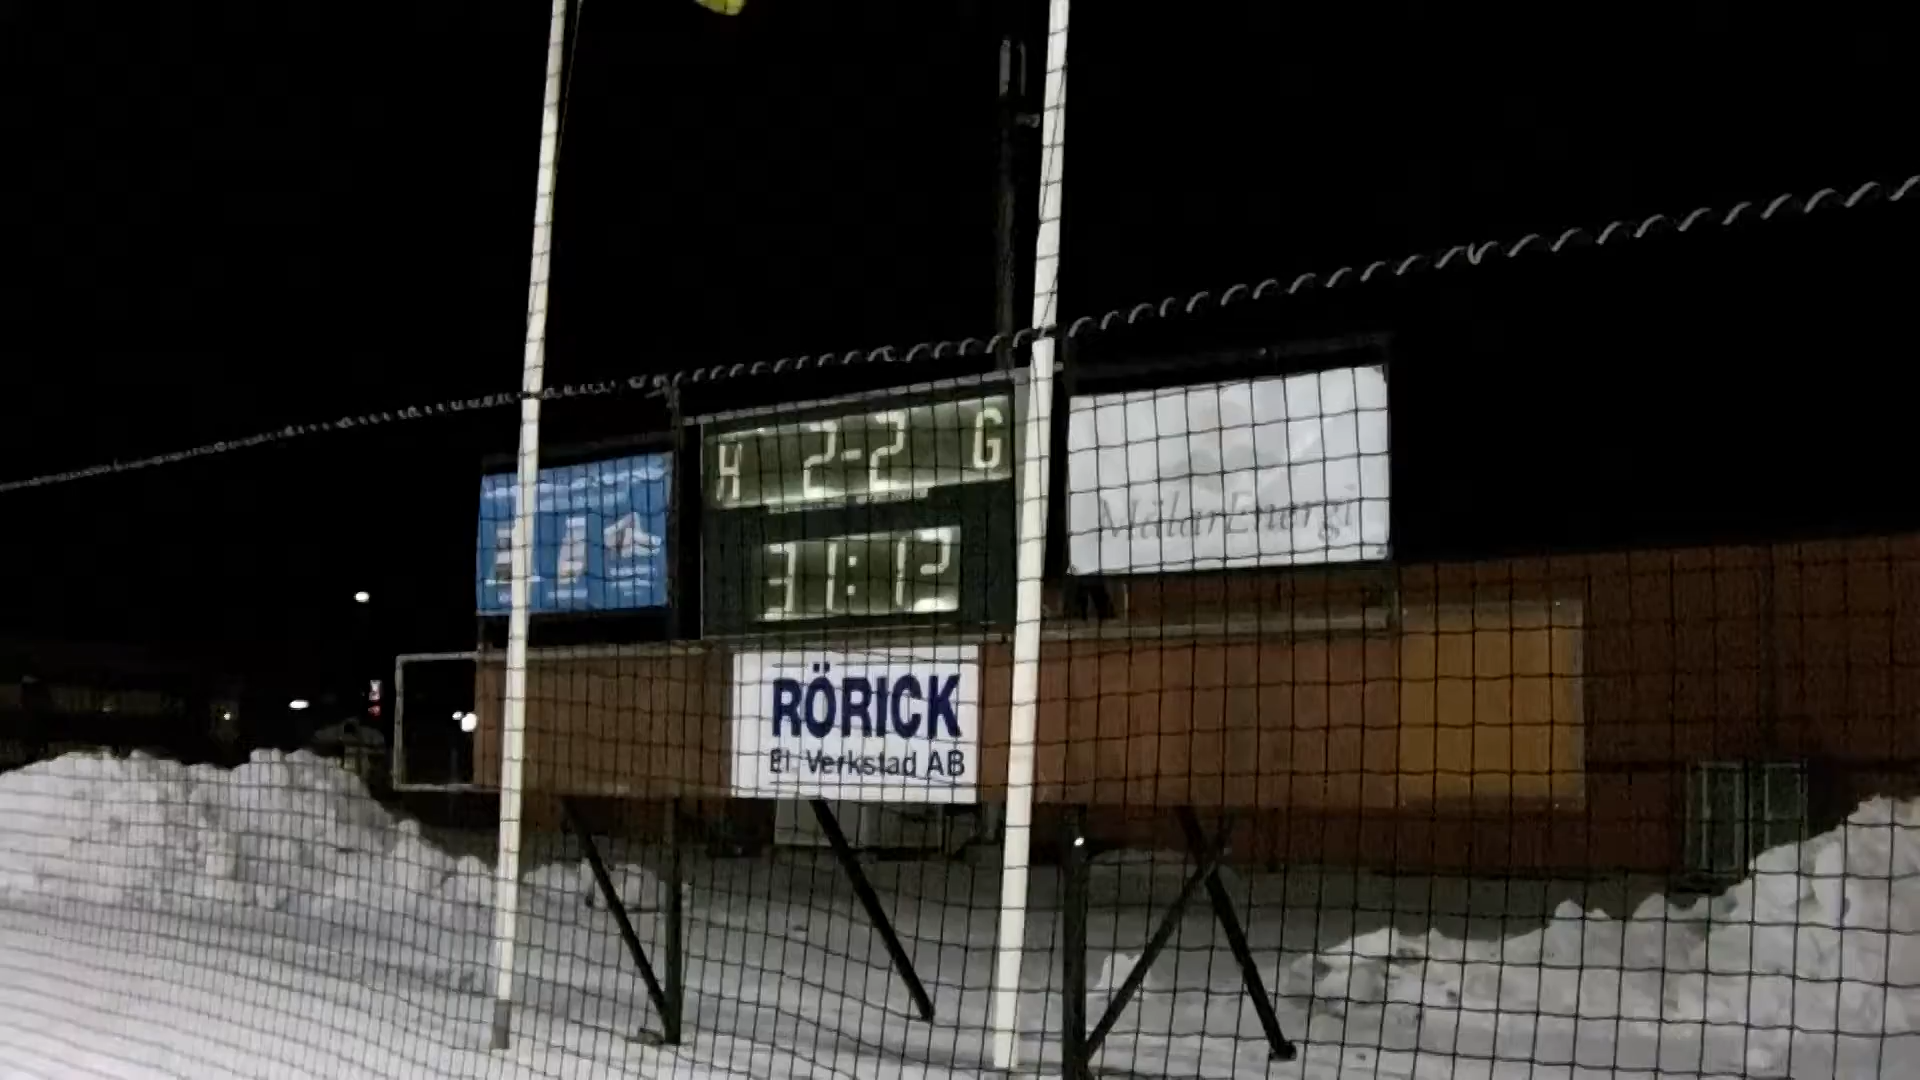 H 2-2 G
31:12
MälarEnergi
RÖRICK
El Verkstad AB